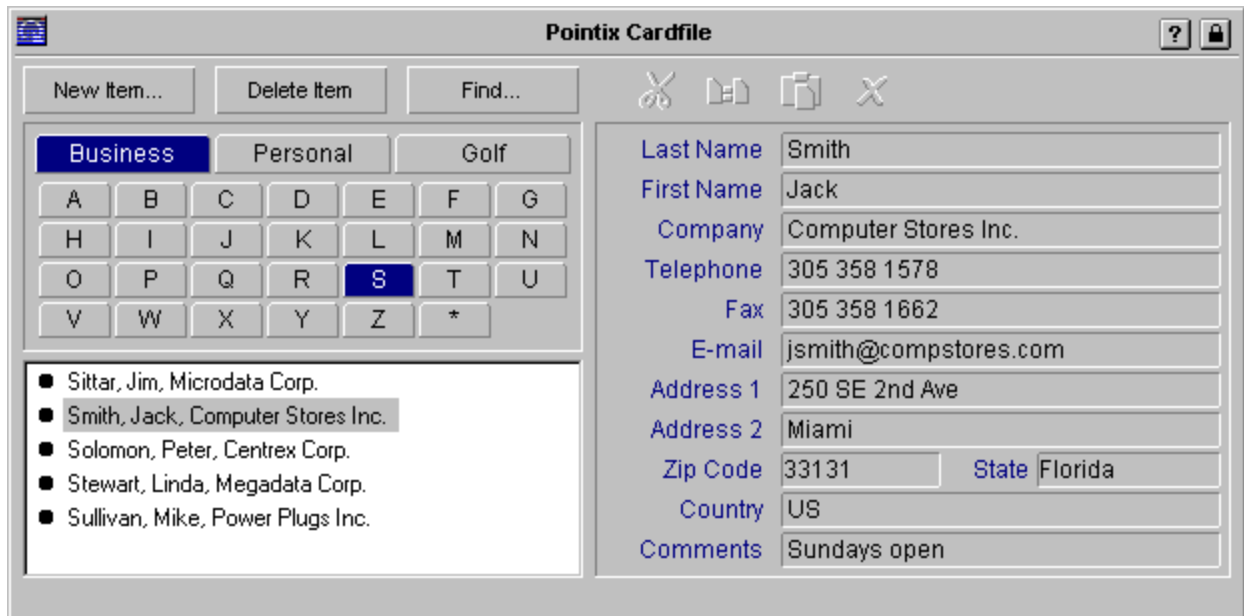 Pointix Cardfile
?
New Item... Delete Item Find...
Business Personal Golf
A B C D E F G
H I J K L M N
O P Q R S T U
V W X Y Z *
Sittar, Jim, Microdata Corp.
Smith, Jack, Computer Stores Inc.
Solomon, Peter, Centrex Corp.
Stewart, Linda, Megadata Corp.
Sullivan, Mike, Power Plugs Inc.
Last Name Smith
First Name Jack
Company Computer Stores Inc.
Telephone 305 358 1578
Fax 305 358 1662
E-mail jsmith@compstores.com
Address 1 250 SE 2nd Ave
Address 2 Miami
Zip Code 33131 State Florida
Country US
Comments Sundays open